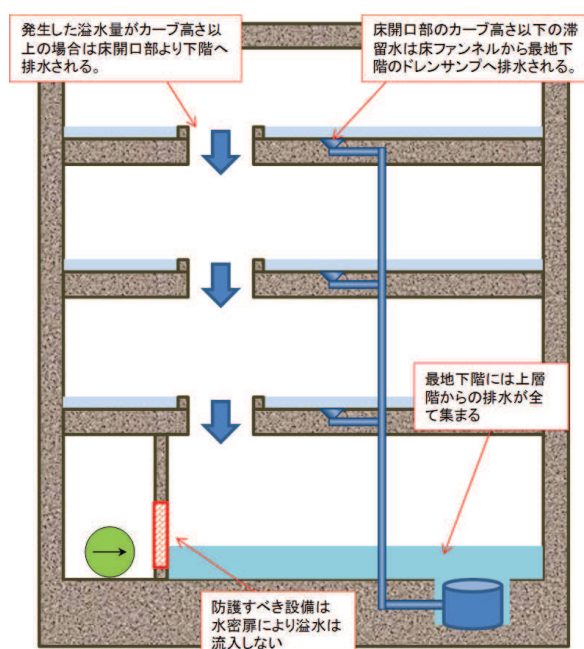 発生した溢水量がカーブ高さ以
上の場合は床開口部より下階へ
排水される。
床開口部のカーブ高さ以下の滞
留水は床ファンネルから最地下
階のドレンサンプへ排水される。
最地下階には上層
階からの排水が全
て集まる
防護すべき設備は
水密扉により溢水は
流入しない